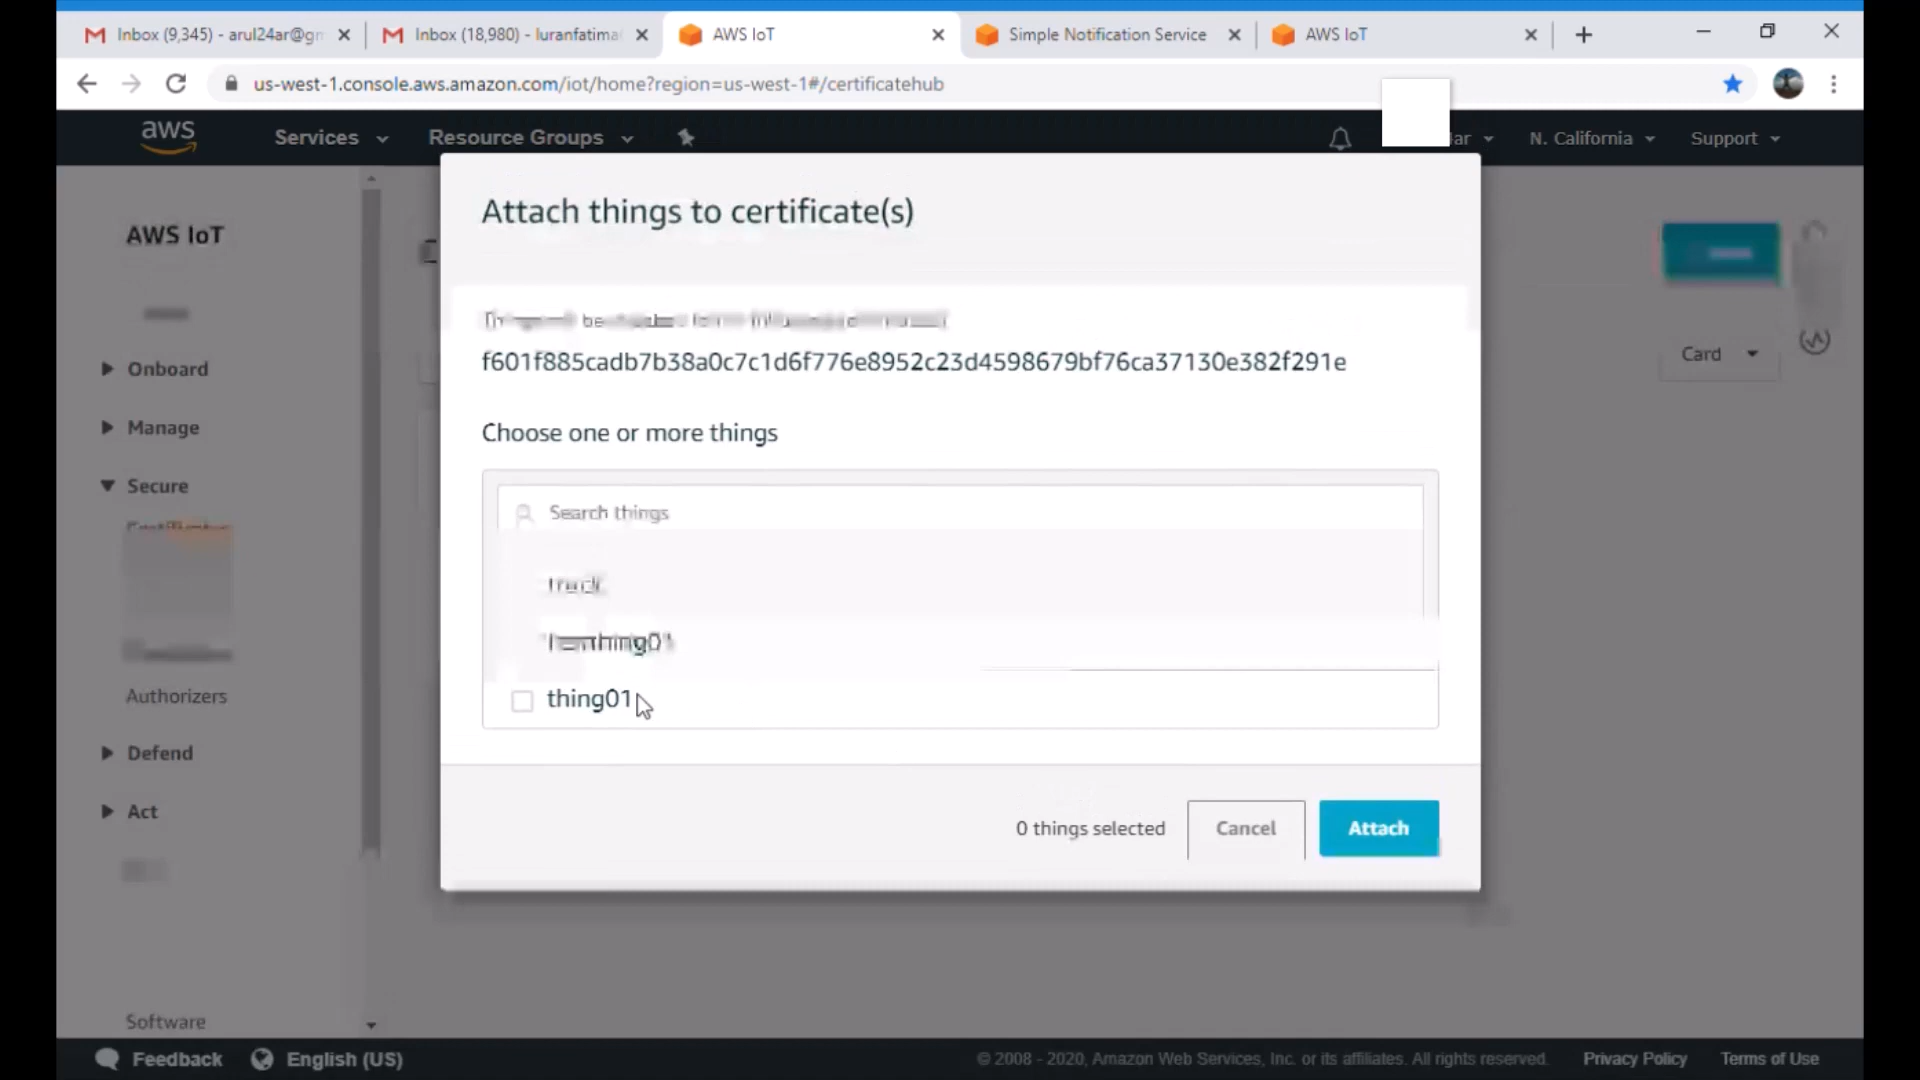 Inbox (9,345) - arul24ar@gm
Inbox (18,980) - luranfatima
AWS IoT
Simple Notification Service
AWS IoT
us-west-1.console.aws.amazon.com/iot/home?region=us-west-1#/certificatehub
aws
Services
Resource Groups
N. California
Support
Attach things to certificate(s)
AWS IoT
f601f885cadb7b38a0c7c1d6f776e8952c23d4598679bf76ca37130e382f291e
Card
Onboard
Manage
Choose one or more things
Secure
Search things
truck
Authorizers
thing01
Defend
Act
0 things selected
Cancel
Attach
Software
Feedback
English (US)
© 2008 - 2020, Amazon Web Services, Inc. or its affiliates. All rights reserved.
Privacy Policy
Terms of Use